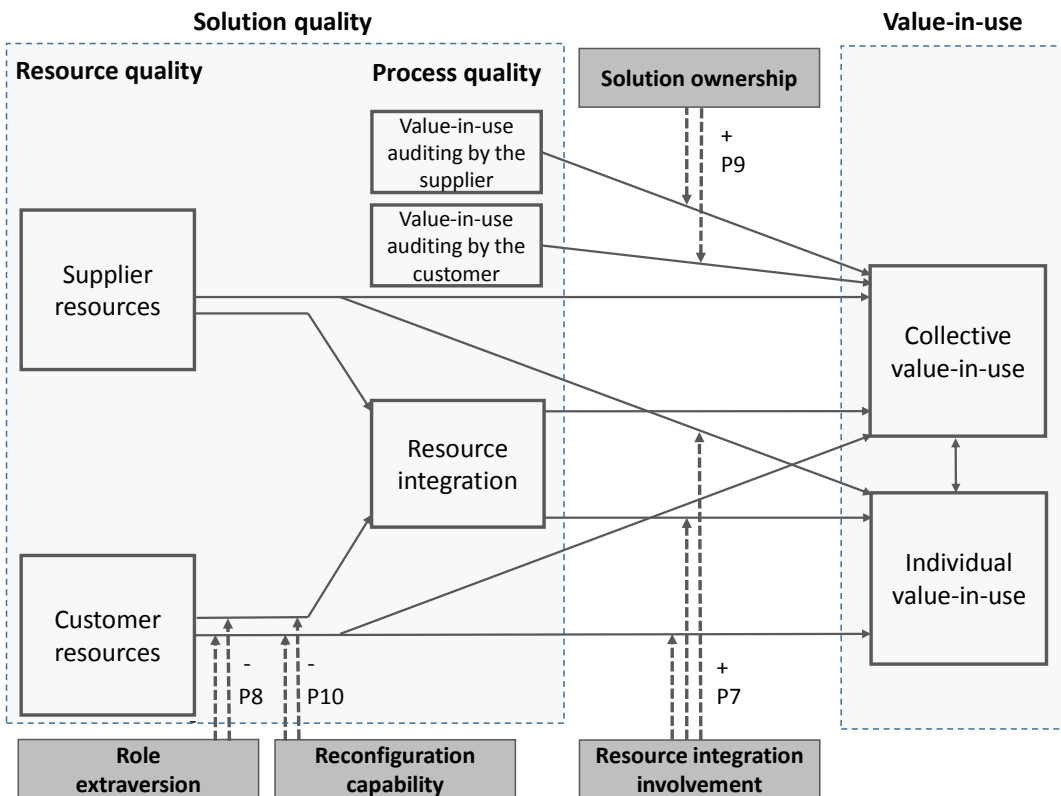 Solution quality
Value-in-use
Resource quality
Process quality
Solution ownership
Value-in-use
auditing by the
supplier
+
P9
Value-in-use
auditing by the
customer
Supplier
resources
Collective
value-in-use
Resource
integration
Individual
value-in-use
Customer
resources
-
P8
-
P10
+
P7
-
Role
extraversion
Reconfiguration
capability
Resource integration
involvement